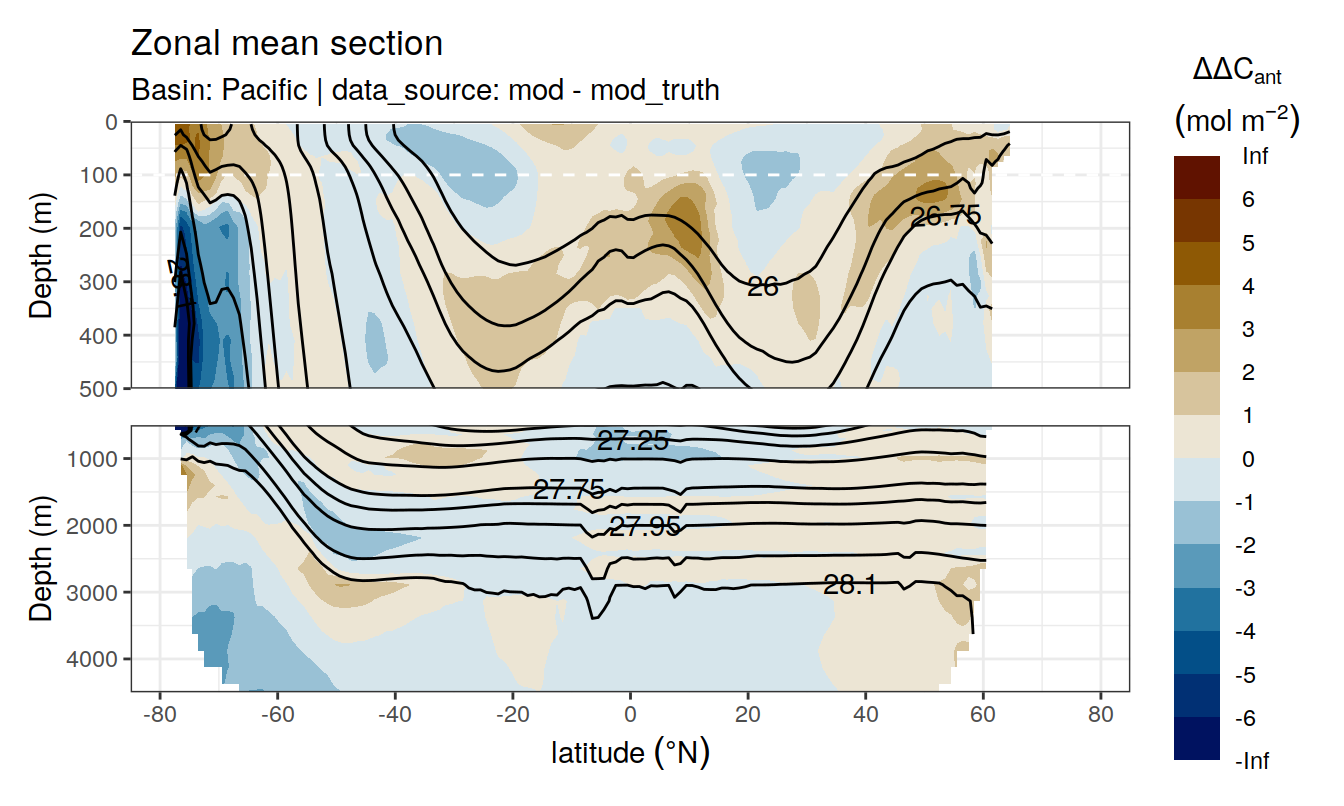 Zonal mean section
Basin: Pacific | data_source: mod - mod_truth
ΔΔCant
(mol m⁻²)
Inf
6
5
4
3
2
1
0
-1
-2
-3
-4
-5
-6
-Inf
Depth (m)
0
100
200
300
400
500
26
26.75
Depth (m)
1000
2000
3000
4000
27.25
27.75
27.95
28.1
-80 -60 -40 -20 0 20 40 60 80
latitude (°N)